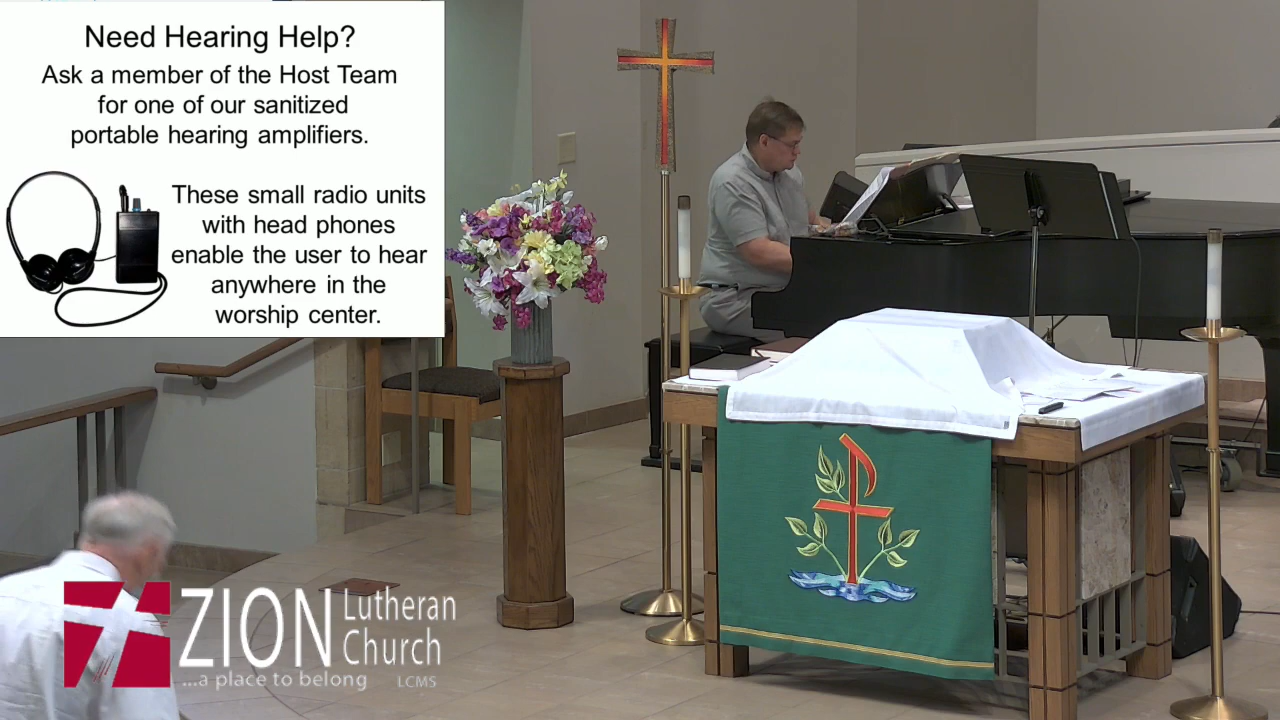 Need Hearing Help?
Ask a member of the Host Team
for one of our sanitized
portable hearing amplifiers.
These small radio units
with head phones
enable the user to hear
anywhere in the
worship center.
ZION Lutheran
Church
...a place to belong LCMS